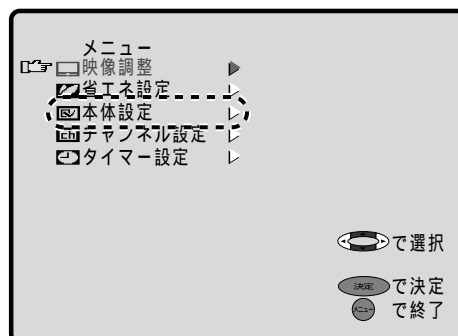 メニュー
映像調整
省エネ設定
本体設定
ch チャンネル設定
タイマー設定
で選択
決定 で決定
メニュー で終了